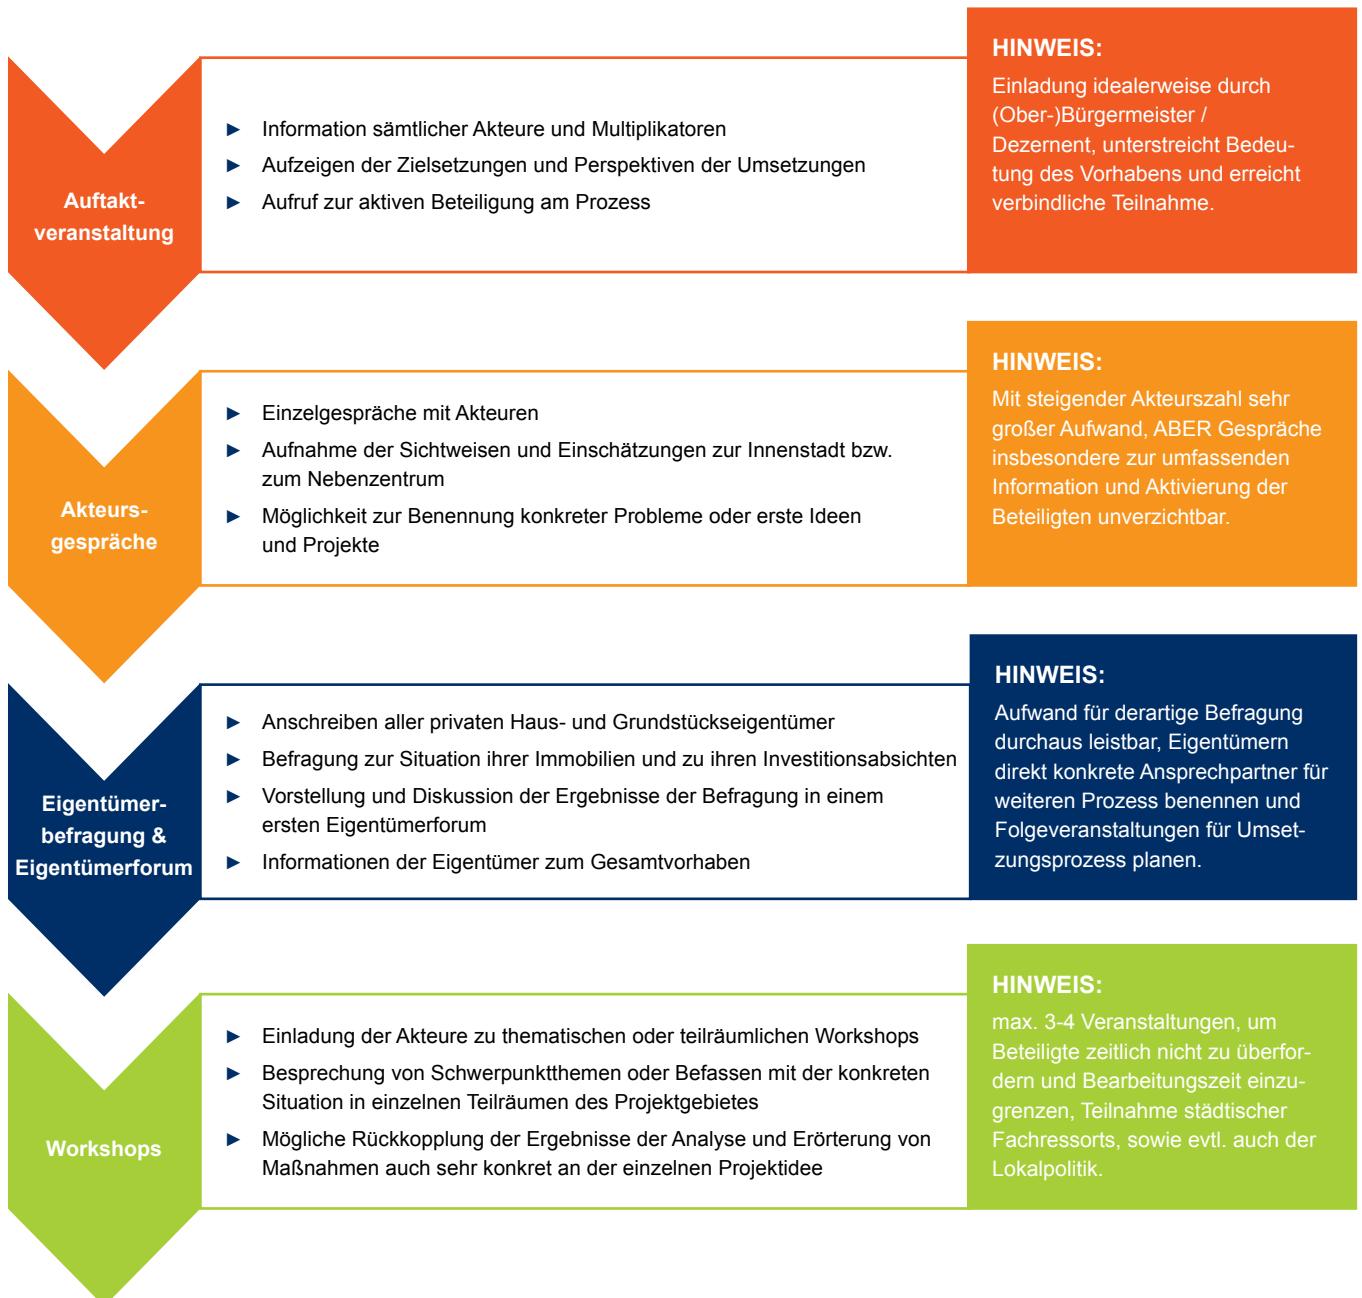 Auftakt-
veranstaltung
► Information sämtlicher Akteure und Multiplikatoren
► Aufzeigen der Zielsetzungen und Perspektiven der Umsetzungen
► Aufruf zur aktiven Beteiligung am Prozess
HINWEIS:
Einladung idealerweise durch
(Ober-)Bürgermeister /
Dezernent, unterstreicht Bedeu-
tung des Vorhabens und erreicht
verbindliche Teilnahme.
Akteurs-
gespräche
► Einzelgespräche mit Akteuren
► Aufnahme der Sichtweisen und Einschätzungen zur Innenstadt bzw.
zum Nebenzentrum
► Möglichkeit zur Benennung konkreter Probleme oder erste Ideen
und Projekte
HINWEIS:
Mit steigender Akteurszahl sehr
großer Aufwand, ABER Gespräche
insbesondere zur umfassenden
Information und Aktivierung der
Beteiligten unverzichtbar.
Eigentümer-
befragung &
Eigentümerforum
► Anschreiben aller privaten Haus- und Grundstückseigentümer
► Befragung zur Situation ihrer Immobilien und zu ihren Investitionsabsichten
► Vorstellung und Diskussion der Ergebnisse der Befragung in einem
ersten Eigentümerforum
► Informationen der Eigentümer zum Gesamtvorhaben
HINWEIS:
Aufwand für derartige Befragung
durchaus leistbar, Eigentümern
direkt konkrete Ansprechpartner für
weiteren Prozess benennen und
Folgeveranstaltungen für Umset-
zungsprozess planen.
Workshops
► Einladung der Akteure zu thematischen oder teilräumlichen Workshops
► Besprechung von Schwerpunktthemen oder Befassen mit der konkreten
Situation in einzelnen Teilräumen des Projektgebietes
► Mögliche Rückkopplung der Ergebnisse der Analyse und Erörterung von
Maßnahmen auch sehr konkret an der einzelnen Projektidee
HINWEIS:
max. 3-4 Veranstaltungen, um
Beteiligte zeitlich nicht zu überfor-
dern und Bearbeitungszeit einzu-
grenzen, Teilnahme städtischer
Fachressorts, sowie evtl. auch der
Lokalpolitik.